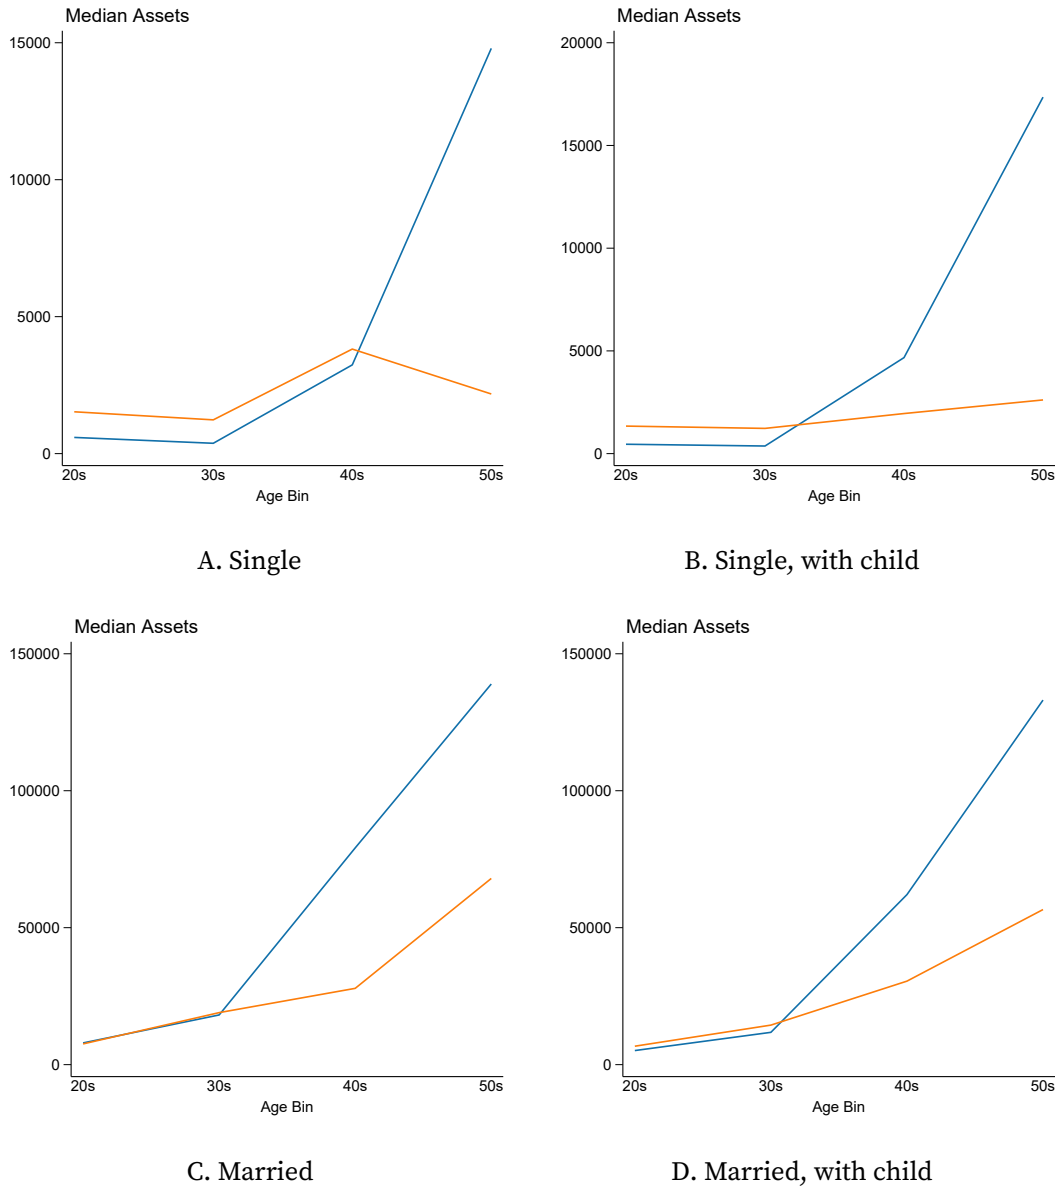 Median Assets
15000
10000
5000
0
20s 30s 40s 50s
Age Bin
A. Single
Median Assets
20000
15000
10000
5000
0
20s 30s 40s 50s
Age Bin
B. Single, with child
Median Assets
150000
100000
50000
0
20s 30s 40s 50s
Age Bin
C. Married
Median Assets
150000
100000
50000
0
20s 30s 40s 50s
Age Bin
D. Married, with child